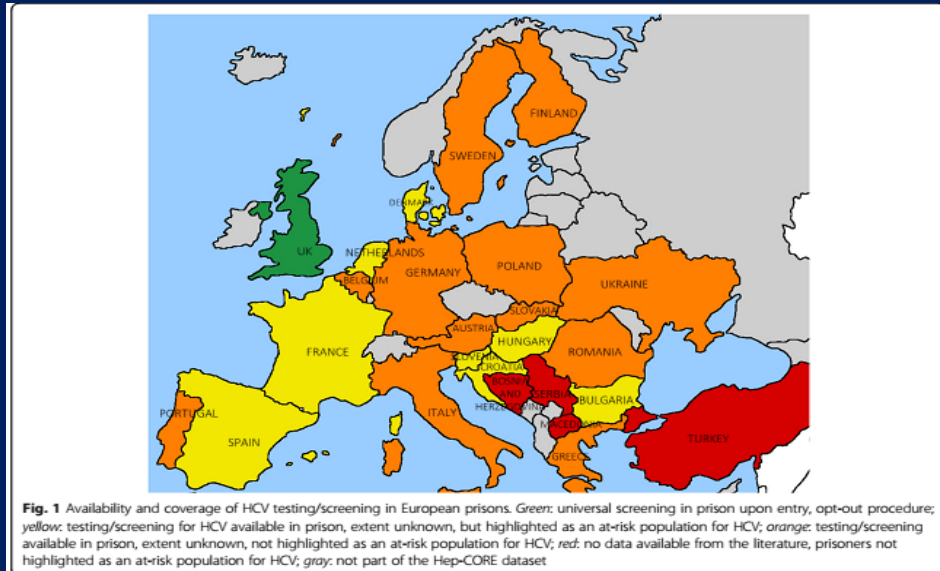 FINLAND
SWEDEN
DENMARK
UK
NETHERLANDS
BELGIUM
GERMANY
POLAND
UKRAINE
SLOVAKIA
AUSTRIA
HUNGARY
FRANCE
SLOVENIA
CROATIA
ROMANIA
BOSNIA
AND
HERZEGOVINA
SERBIA
BULGARIA
PORTUGAL
SPAIN
ITALY
MACEDONIA
GREECE
TURKEY
Fig. 1 Availability and coverage of HCV testing/screening in European prisons. Green: universal screening in prison upon entry, opt-out procedure;
yellow: testing/screening for HCV available in prison, extent unknown, but highlighted as an at-risk population for HCV; orange: testing/screening
available in prison, extent unknown, not highlighted as an at-risk population for HCV; red: no data available from the literature, prisoners not
highlighted as an at-risk population for HCV; gray: not part of the Hep-CORE dataset